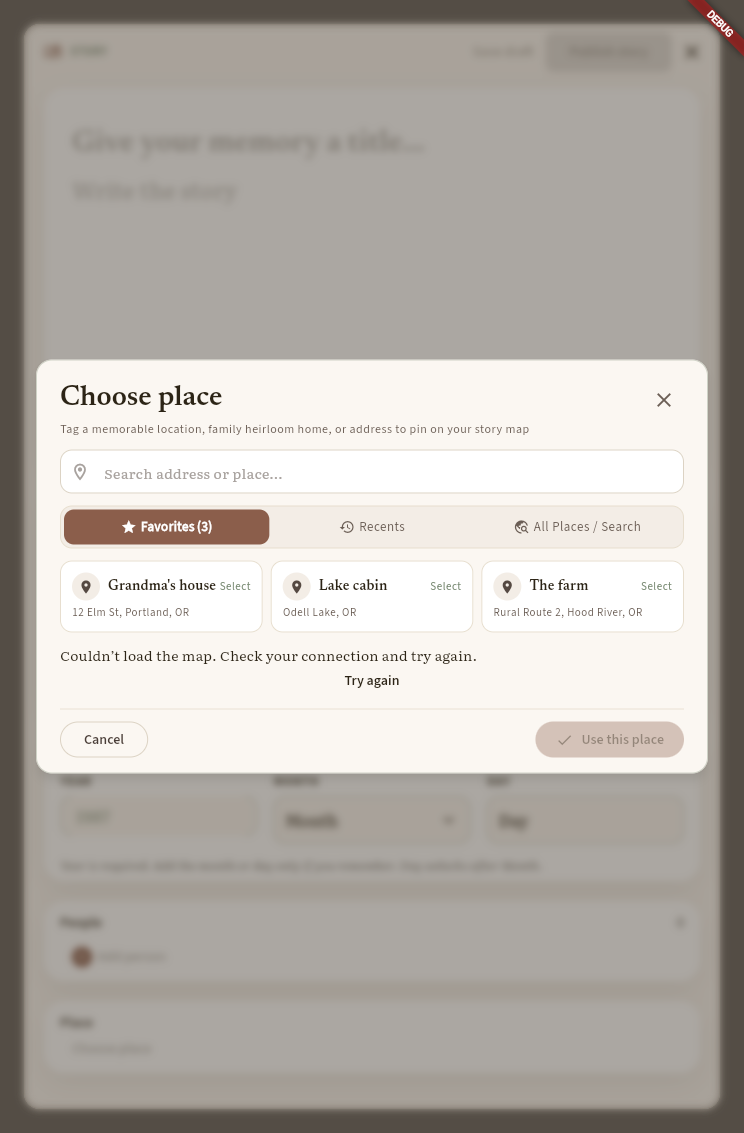 DEBUG
STORY
Give your memory a title...
Write the story
Choose place
Tag a memorable location, family heirloom home, or address to pin on your story map
Search address or place...
Favorites (3)
Recents
All Places / Search
Grandma's house Select
12 Elm St, Portland, OR
Lake cabin Select
Odell Lake, OR
The farm Select
Rural Route 2, Hood River, OR
Couldn’t load the map. Check your connection and try again.
Try again
Cancel
Use this place
YEAR
MONTH
DAY
Month
Day
People
Place